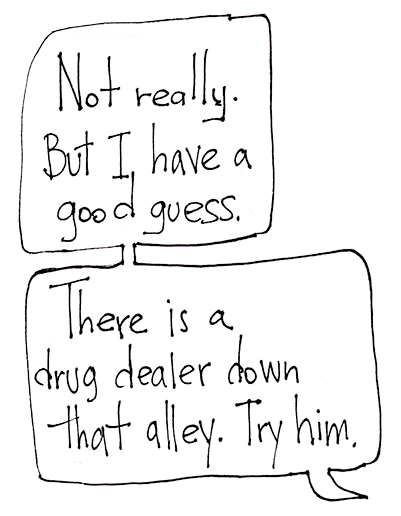 Not really.
But I have a
good guess.
There is a
drug dealer down
that alley. Try him.